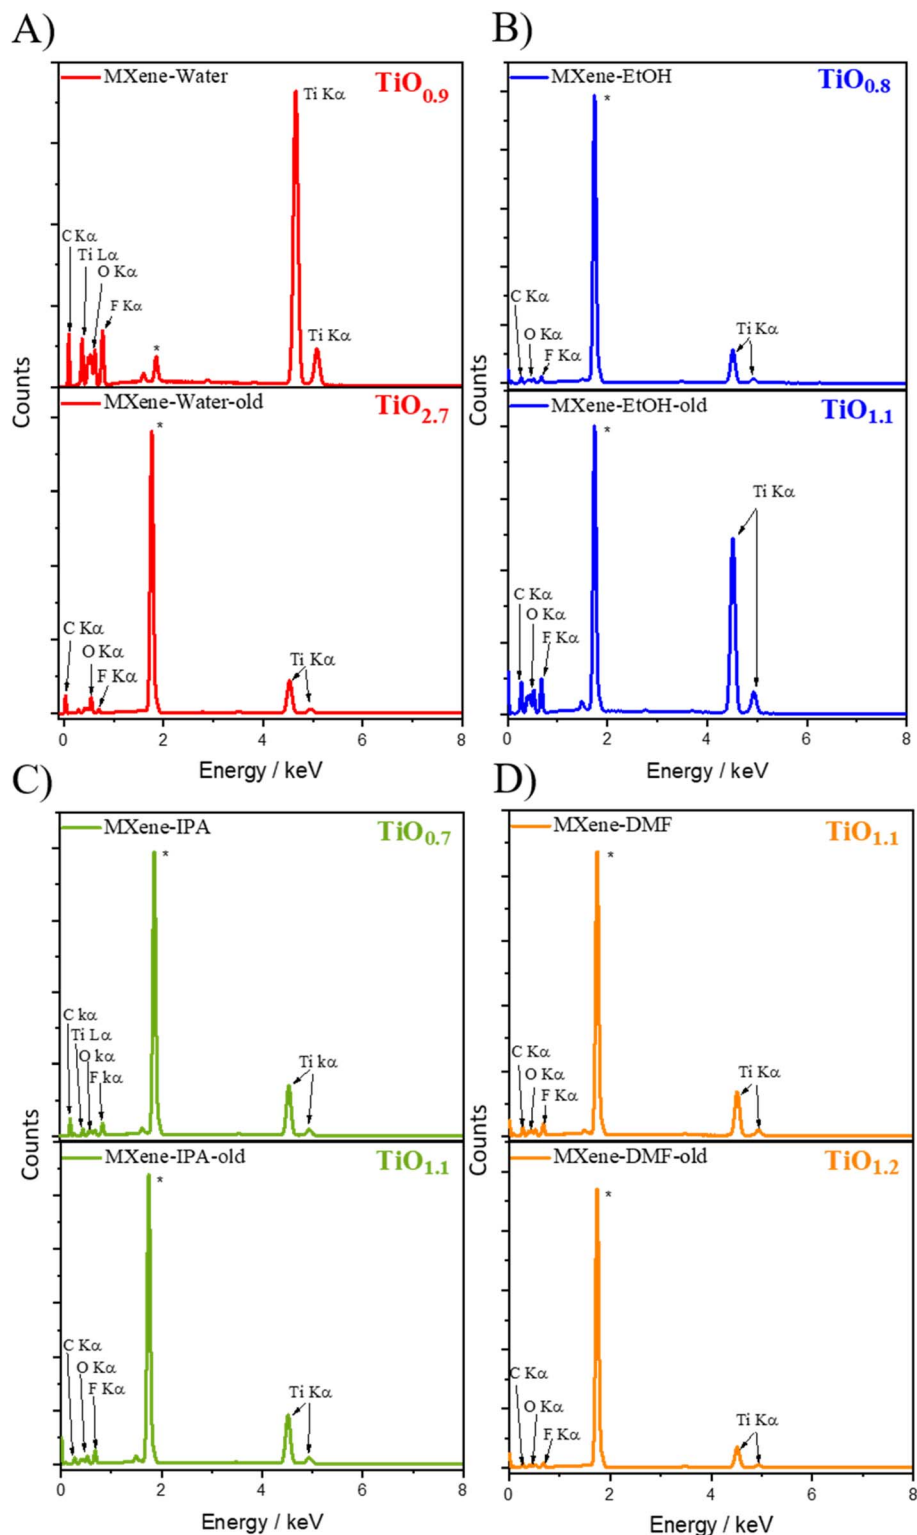 A)
MXene-Water
TiO0.9
Ti Kα
C Kα
Ti Lα
O Kα
F Kα
*
Ti Kα
Counts
MXene-Water-old
TiO2.7
*
C Kα
O Kα
F Kα
Ti Kα
0 2 4 6 8
Energy / keV
B)
MXene-EtOH
TiO0.8
*
C Kα
O Kα
F Kα
Ti Kα
Counts
MXene-EtOH-old
TiO1.1
*
Ti Kα
C Kα
O Kα
F Kα
0 2 4 6 8
Energy / keV
C)
MXene-IPA
TiO0.7
*
C kα
Ti Lα
O kα
F kα
Ti kα
Counts
MXene-IPA-old
TiO1.1
*
C Kα
O Kα
F Kα
Ti Kα
0 2 4 6 8
Energy / keV
D)
MXene-DMF
TiO1.1
*
C Kα
O Kα
F Kα
Ti Kα
Counts
MXene-DMF-old
TiO1.2
*
C Kα
O Kα
F Kα
Ti Kα
0 2 4 6 8
Energy / keV